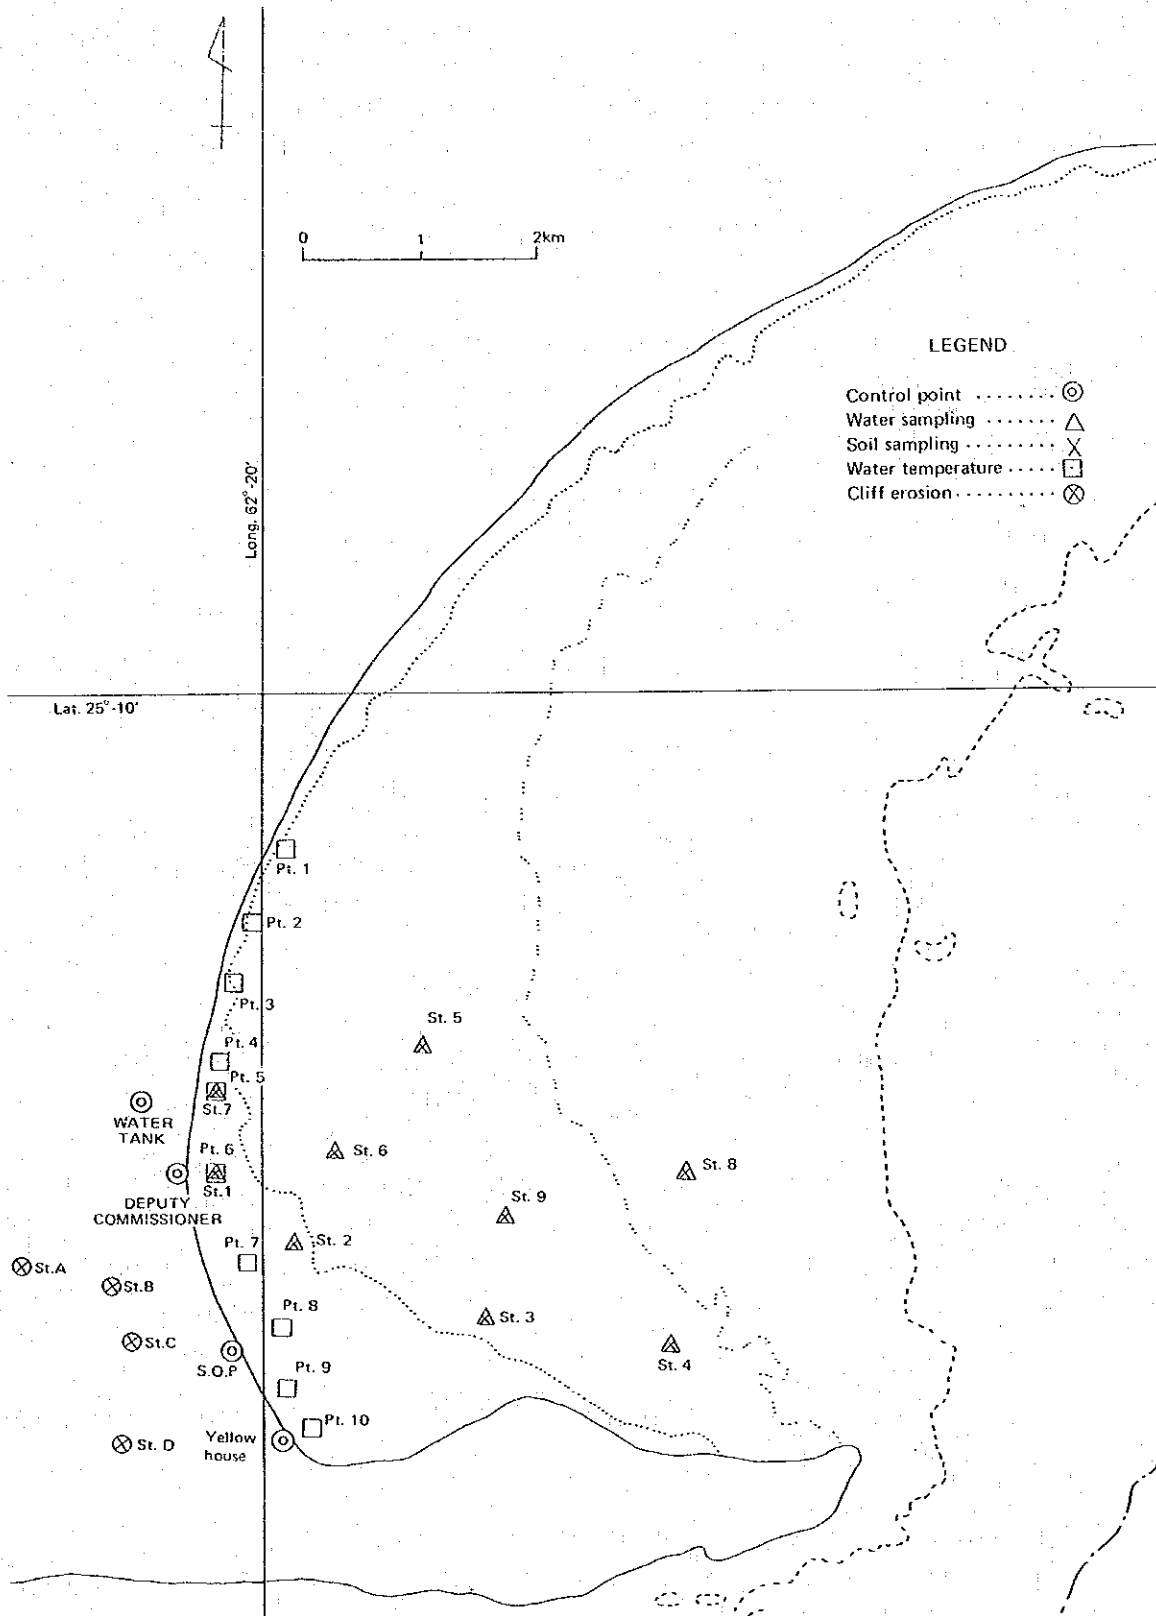 0 1 2km
LEGEND
Control point ........
Water sampling .......
Soil sampling .........
Water temperature .....
Cliff erosion ..........
Long. 62°-20'
Lat. 25°-10'
Pt. 1
Pt. 2
Pt. 3
St. 5
Pt. 4
Pt. 5
St.7
WATER
TANK
Pt. 6
St. 6
St. 8
St.1
DEPUTY
COMMISSIONER
St. 9
Pt. 7
St. 2
St.A
St.B
Pt. 8
St. 3
St.C
S.O.P
St. 4
Pt. 9
Pt. 10
St. D
Yellow
house